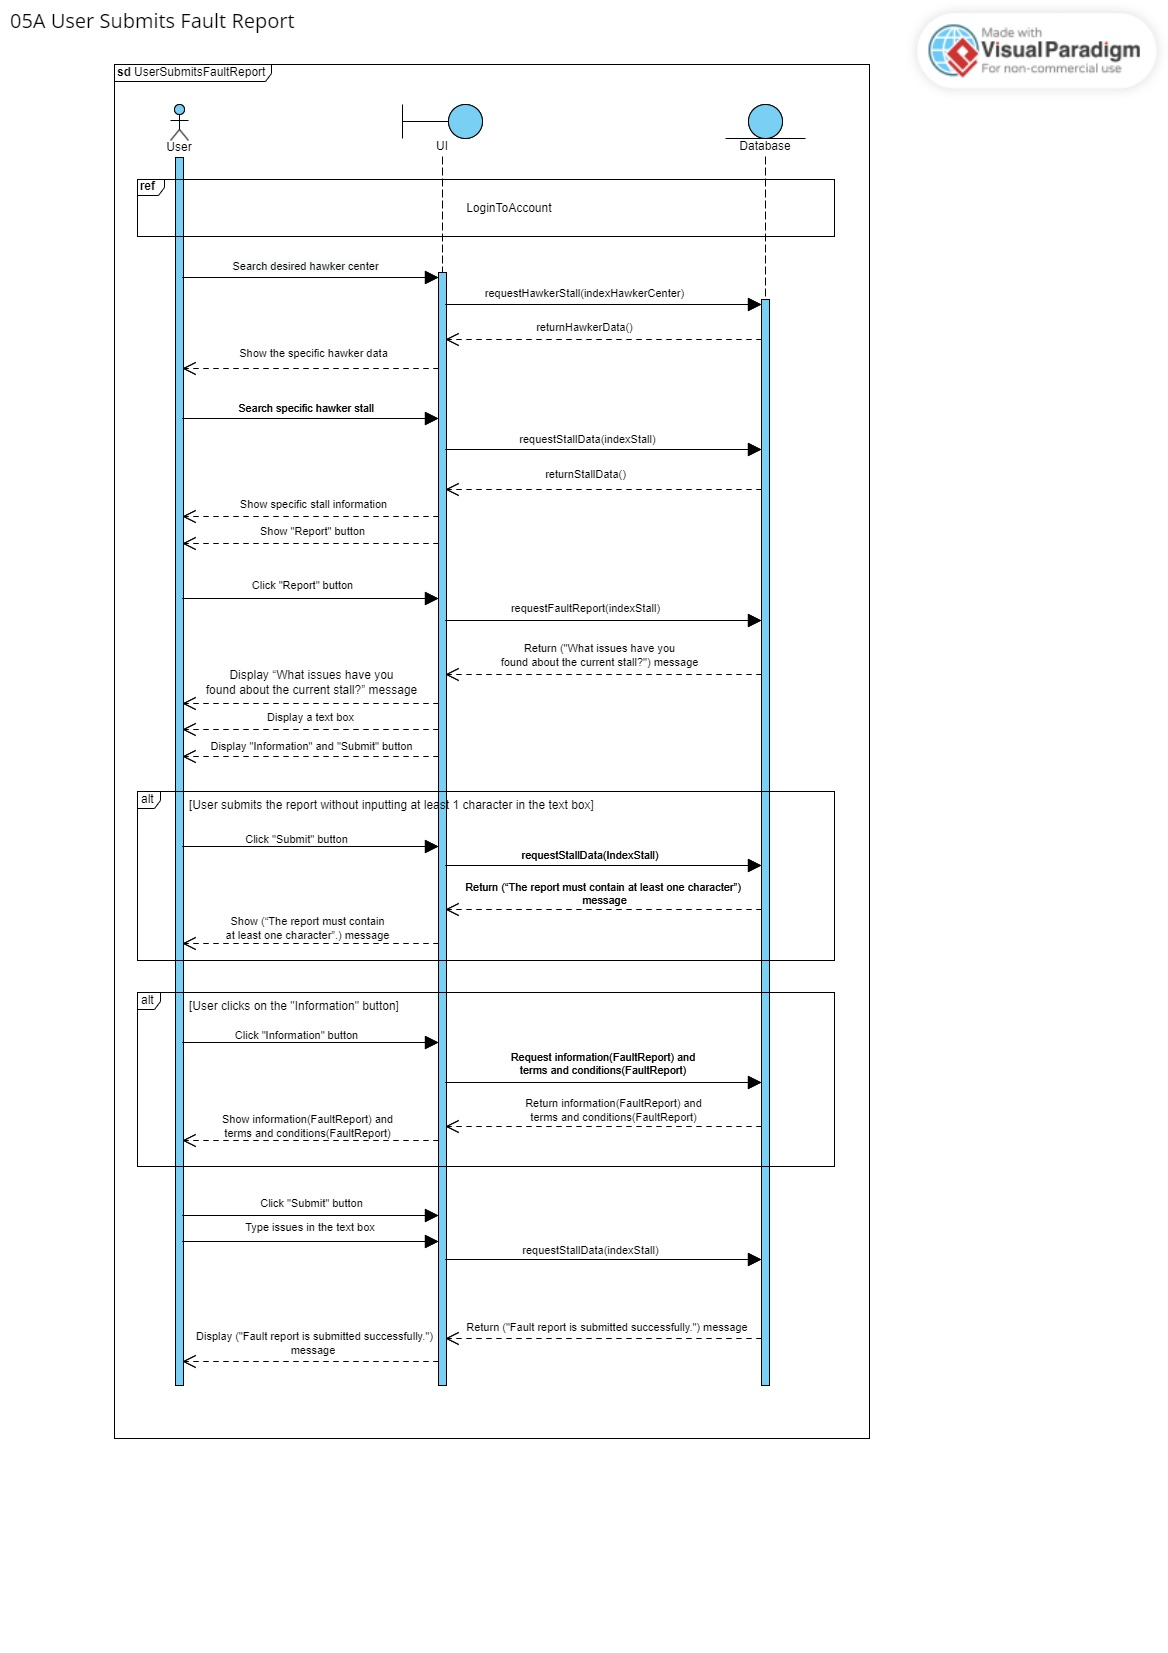 05A User Submits Fault Report
Made with
VisualParadigm
For non-commercial use
sd UserSubmitsFaultReport
User
UI
Database
ref
LoginToAccount
Search desired hawker center
requestHawkerStall(indexHawkerCenter)
returnHawkerData()
Show the specific hawker data
Search specific hawker stall
requestStallData(indexStall)
returnStallData()
Show specific stall information
Show "Report" button
Click "Report" button
requestFaultReport(indexStall)
Return ("What issues have you
found about the current stall?") message
Display “What issues have you
found about the current stall?” message
Display a text box
Display "Information" and "Submit" button
alt
[User submits the report without inputting at least 1 character in the text box]
Click "Submit" button
requestStallData(IndexStall)
Return (“The report must contain at least one character”)
message
Show (“The report must contain
at least one character”.) message
alt
[User clicks on the "Information" button]
Click "Information" button
Request information(FaultReport) and
terms and conditions(FaultReport)
Return information(FaultReport) and
terms and conditions(FaultReport)
Show information(FaultReport) and
terms and conditions(FaultReport)
Click "Submit" button
Type issues in the text box
requestStallData(indexStall)
Return ("Fault report is submitted successfully.") message
Display ("Fault report is submitted successfully.")
message